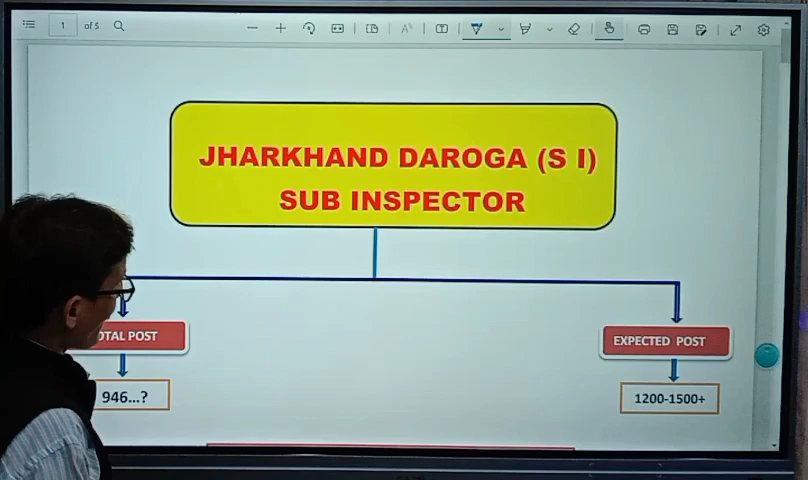 1 of 5
JHARKHAND DAROGA (S I)
SUB INSPECTOR
OTAL POST
EXPECTED POST
946...?
1200-1500+